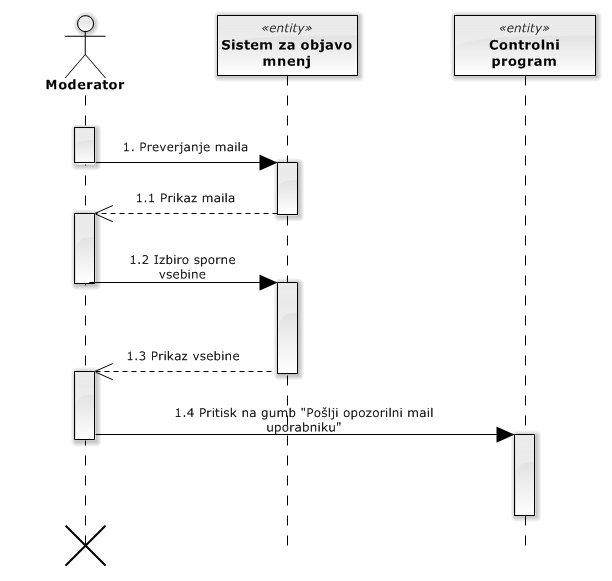 «entity»
Sistem za objavo
mnenj
«entity»
Controlni
program
Moderator
1. Preverjanje maila
1.1 Prikaz maila
1.2 Izbiro sporne
vsebine
1.3 Prikaz vsebine
1.4 Pritisk na gumb "Pošlji opozorilni mail
uporabniku"